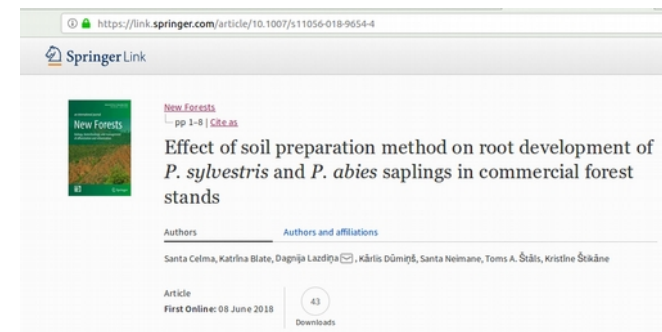 https://link.springer.com/article/10.1007/s11056-018-9654-4
Springer Link
New Forests
New Forests
pp 1–8 | Cite as
Effect of soil preparation method on root development of
P. sylvestris and P. abies saplings in commercial forest
stands
Authors
Authors and affiliations
Santa Celma, Katrīna Blate, Dagnija Lazdiņa, Kārlis Dūmiņš, Santa Neimane, Toms A. Štāls, Kristīne Štikāne
Article
First Online: 08 June 2018
43
Downloads